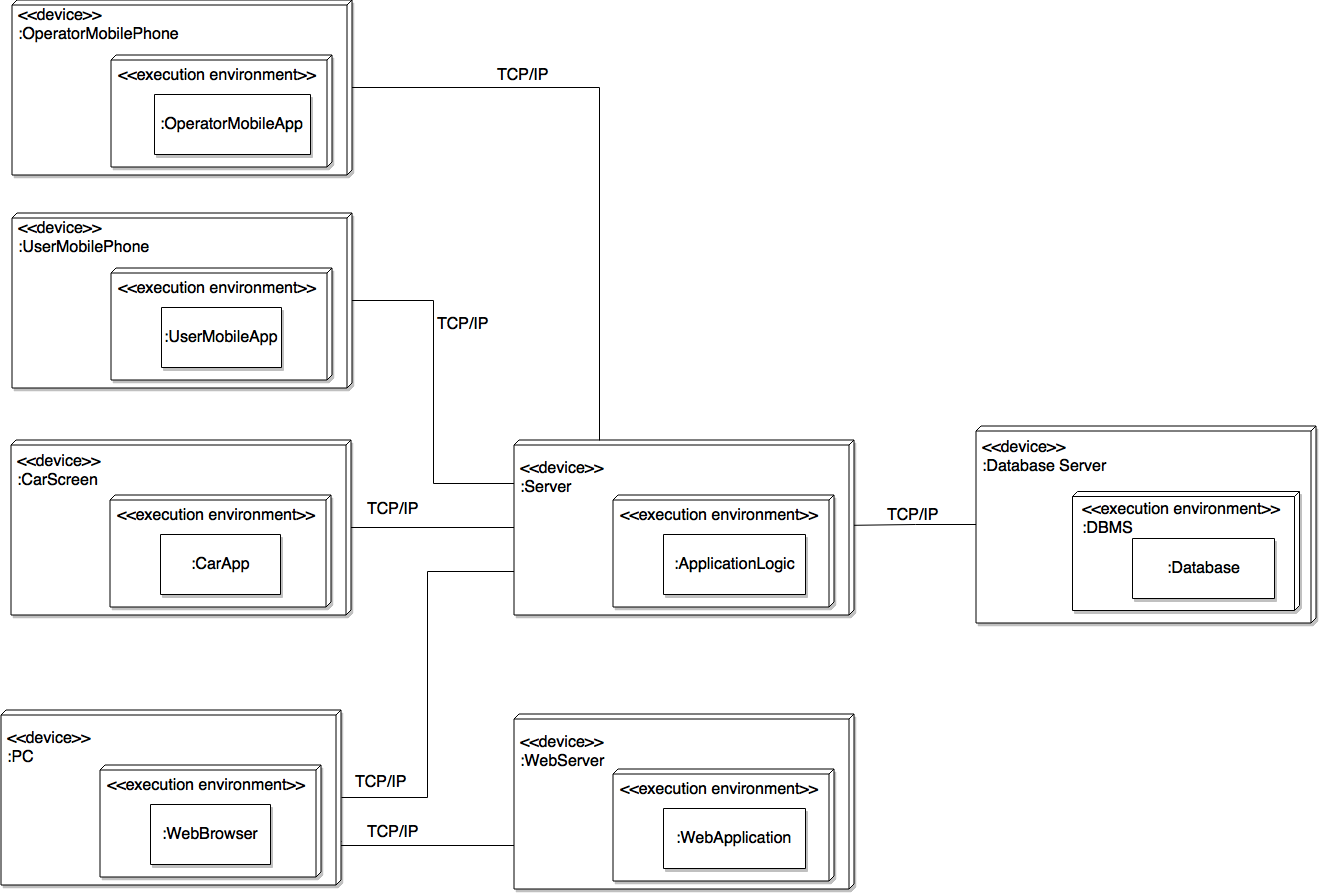 <<device>>
:OperatorMobilePhone
<<execution environment>>
:OperatorMobileApp
TCP/IP
<<device>>
:UserMobilePhone
<<execution environment>>
:UserMobileApp
TCP/IP
<<device>>
:CarScreen
<<execution environment>>
:CarApp
TCP/IP
<<device>>
:Server
<<execution environment>>
:ApplicationLogic
TCP/IP
<<device>>
:Database Server
<<execution environment>>
:DBMS
:Database
<<device>>
:PC
<<execution environment>>
:WebBrowser
TCP/IP
TCP/IP
<<device>>
:WebServer
<<execution environment>>
:WebApplication